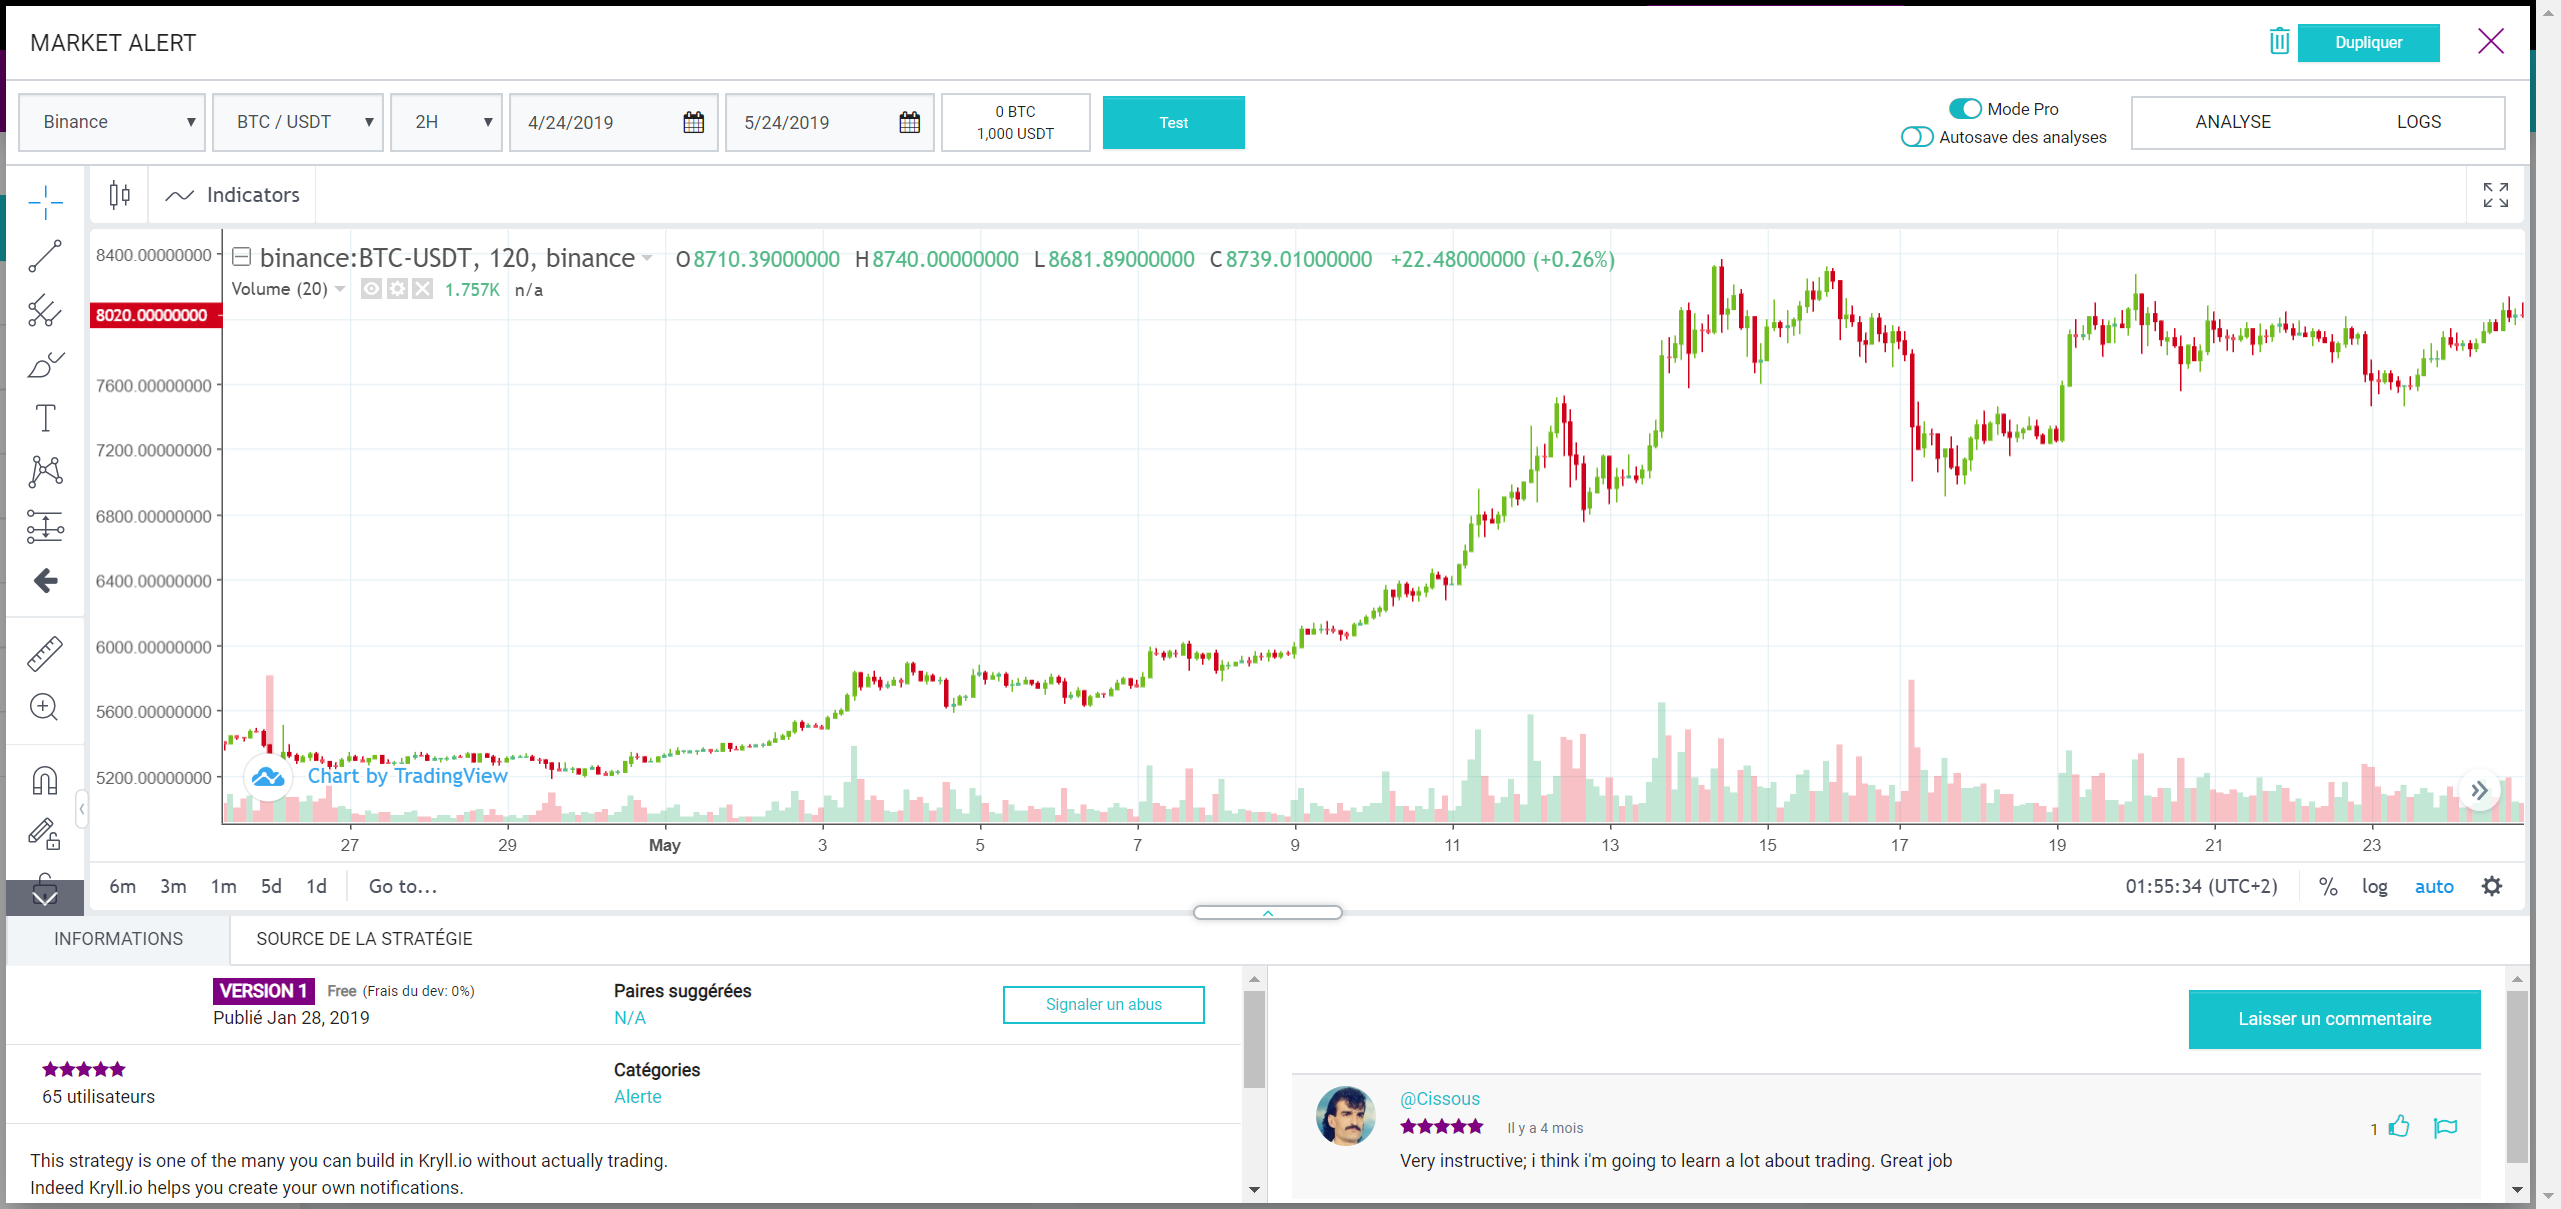 MARKET ALERT
Dupliquer
Binance
BTC / USDT
2H
4/24/2019
5/24/2019
0 BTC
1,000 USDT
Test
Mode Pro
Autosave des analyses
ANALYSE
LOGS
Indicators
binance:BTC-USDT, 120, binance O8710.39000000 H8740.00000000 L8681.89000000 C8739.01000000 +22.48000000 (+0.26%)
Volume (20) 1.757K n/a
8400.00000000
8020.00000000
7600.00000000
7200.00000000
6800.00000000
6400.00000000
6000.00000000
5600.00000000
5200.00000000
Chart by TradingView
27 29 May 3 5 7 9 11 13 15 17 19 21 23
6m 3m 1m 5d 1d Go to...
01:55:34 (UTC+2) % log auto
INFORMATIONS
SOURCE DE LA STRATÉGIE
VERSION 1 Free (Frais du dev: 0%)
Publié Jan 28, 2019
Paires suggérées
N/A
Signaler un abus
65 utilisateurs
Catégories
Alerte
This strategy is one of the many you can build in Kryll.io without actually trading.
Indeed Kryll.io helps you create your own notifications.
Laisser un commentaire
@Cissous
Il y a 4 mois
1
Very instructive; i think i'm going to learn a lot about trading. Great job